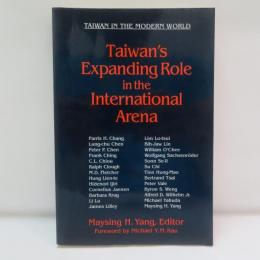 TAIWAN IN THE MODERN WORLD
Taiwan's
Expanding Role
in the
International
Arena
Parris H. Chang
Lung-chu Chen
Peter P. Chen
Frank Ching
C.L. Chiou
Ralph Clough
M.D. Fletcher
Hung Lien-te
Hidenori Ijiri
Cornelius Janssen
Barbara Krug
Li Lu
James Lilley
Lim Lo-tsui
Bih-Jaw Lin
William O'Chee
Wolfgang Sachsenröder
Soon Se-il
Su Chi
Tien Hung-Mao
Bertrand Tsai
Peter Vale
Byron S. Weng
Alfred D. Wilhelm Jr.
Michael Yahuda
Maysing H. Yang
Maysing H. Yang, Editor
Foreword by Michael Y.M. Kau